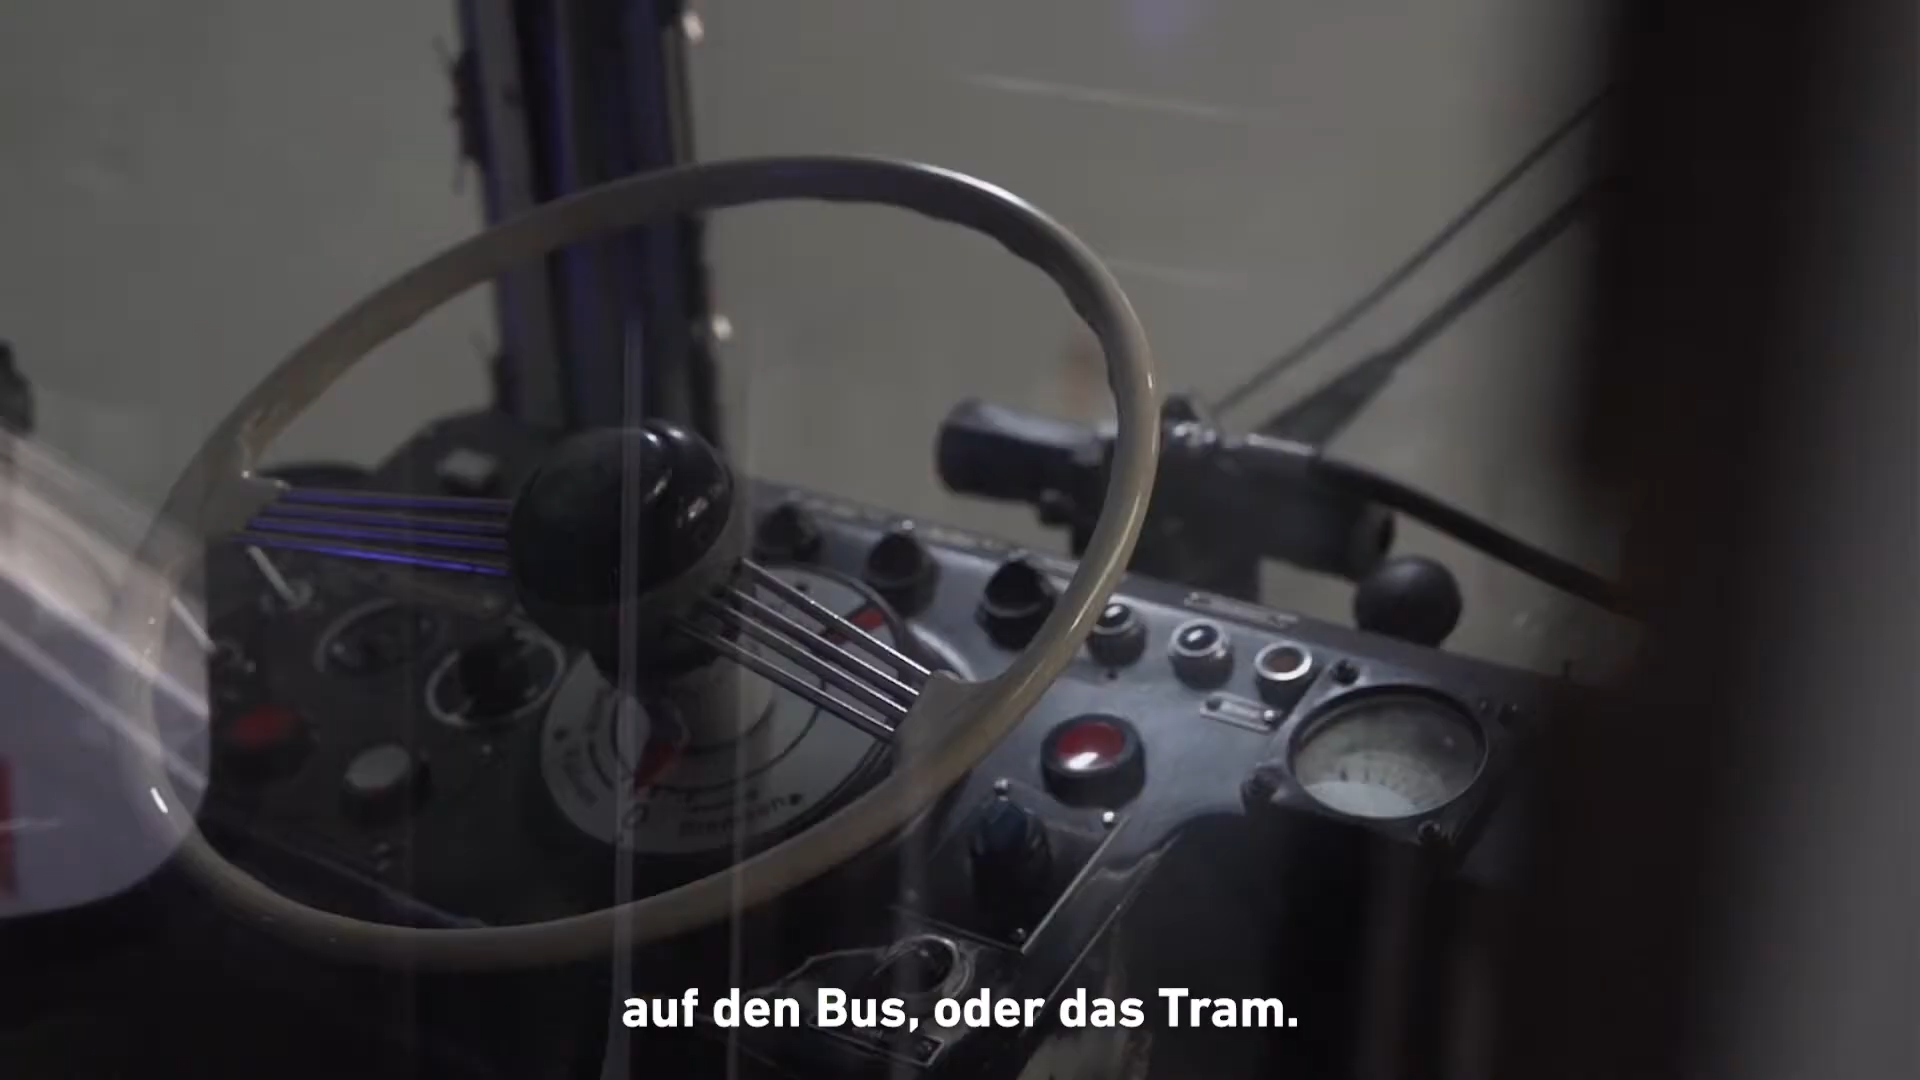 auf den Bus, oder das Tram.